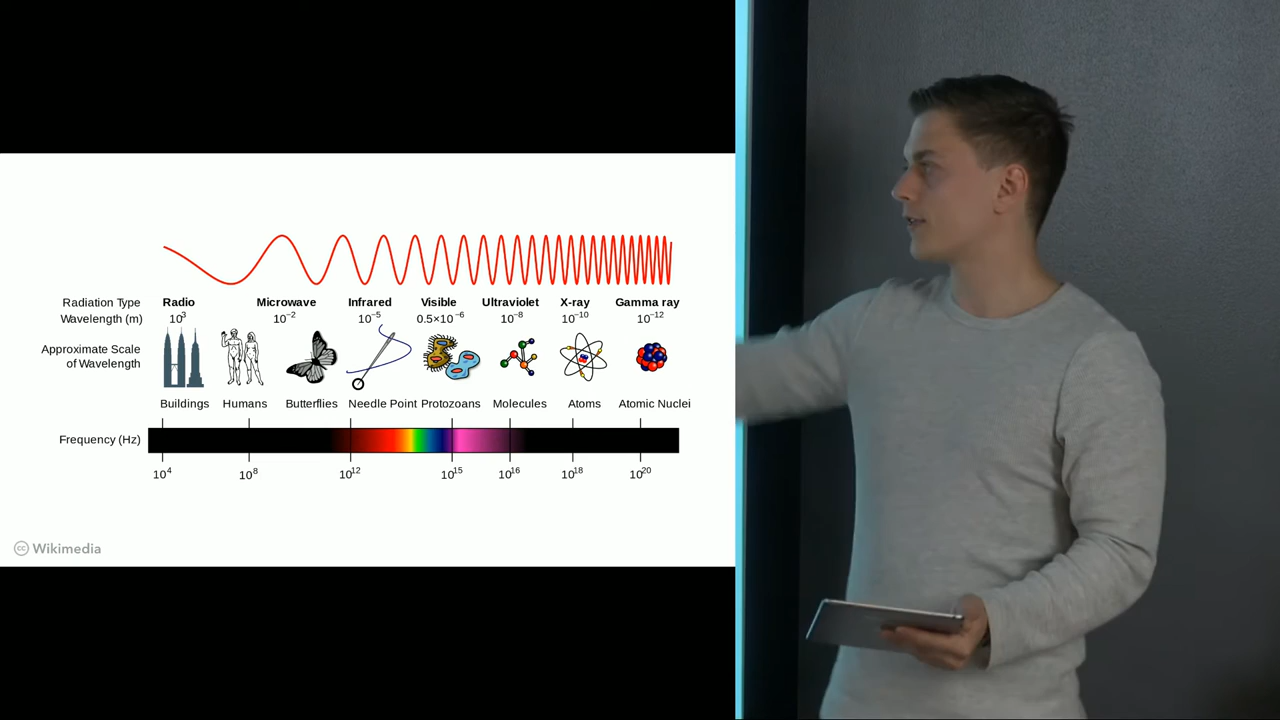 Radiation Type Radio Microwave Infrared Visible Ultraviolet X-ray Gamma ray
Wavelength (m) 10³ 10⁻² 10⁻⁵ 0.5×10⁻⁶ 10⁻⁸ 10⁻¹⁰ 10⁻¹²
Approximate Scale
of Wavelength
Buildings Humans Butterflies Needle Point Protozoans Molecules Atoms Atomic Nuclei
Frequency (Hz)
10⁴ 10⁸ 10¹² 10¹⁵ 10¹⁶ 10¹⁸ 10²⁰
cc Wikimedia